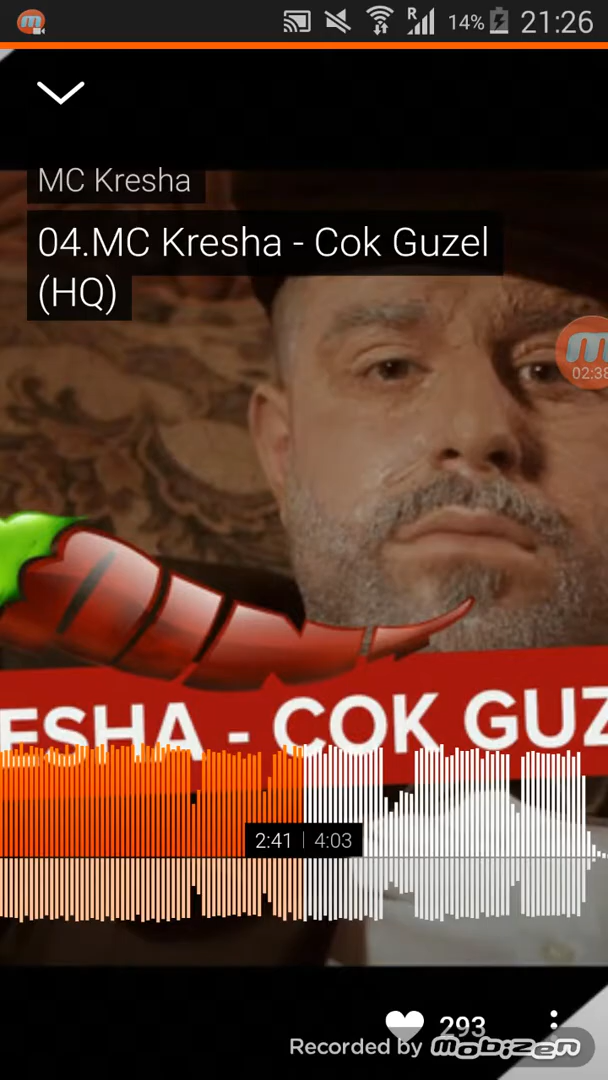 R 14% 21:26
MC Kresha
04.MC Kresha - Cok Guzel
(HQ)
02:38
ESHA - COK GUZ
2:41 | 4:03
293
Recorded by mobizen